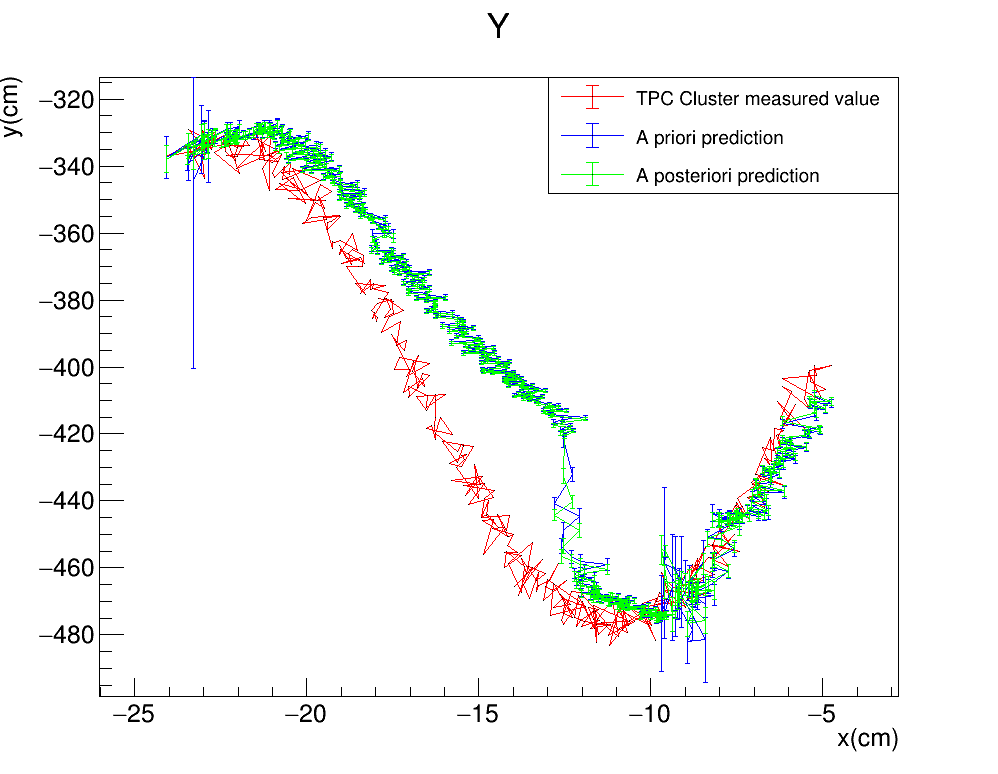 Y
y(cm)
TPC Cluster measured value
A priori prediction
A posteriori prediction
−320
−340
−360
−380
−400
−420
−440
−460
−480
−25
−20
−15
−10
−5
x(cm)